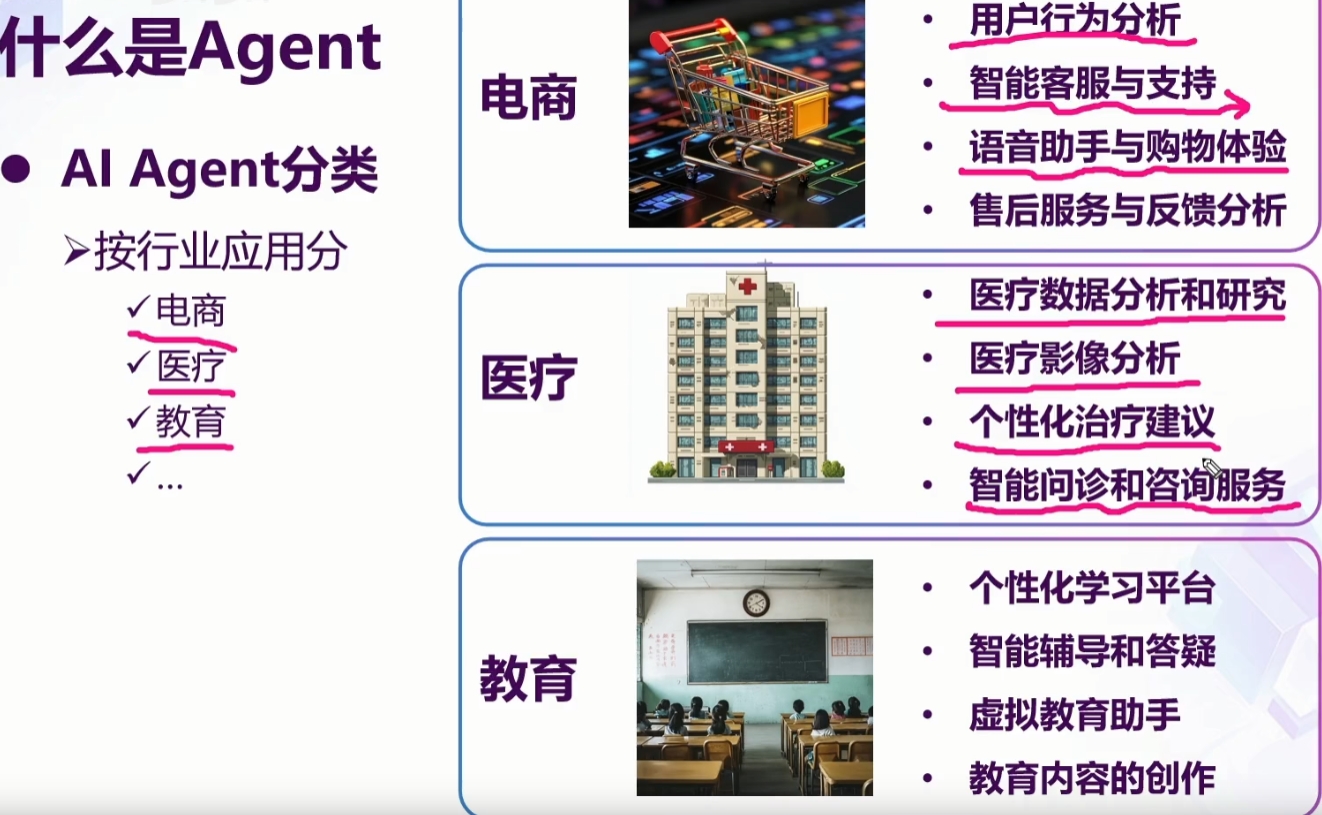 什么是Agent
● AI Agent分类
➢按行业应用分
✓电商
✓医疗
✓教育
✓...
电商
• 用户行为分析
• 智能客服与支持
• 语音助手与购物体验
• 售后服务与反馈分析
医疗
• 医疗数据分析和研究
• 医疗影像分析
• 个性化治疗建议
• 智能问诊和咨询服务
教育
• 个性化学习平台
• 智能辅导和答疑
• 虚拟教育助手
• 教育内容的创作